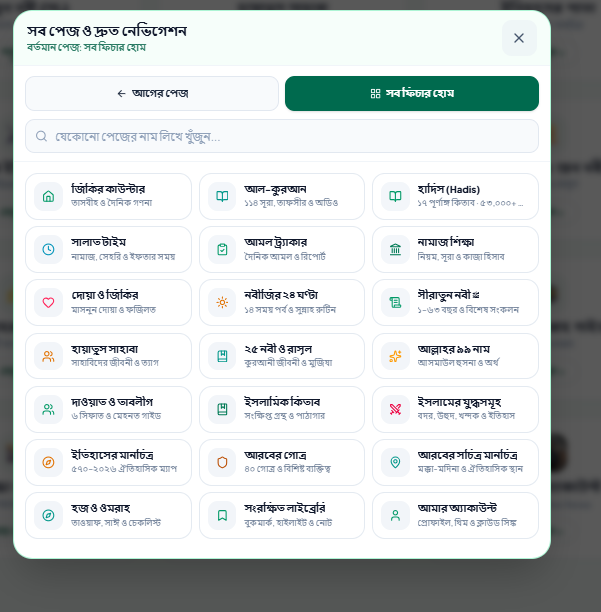 সব পেজ ও দ্রুত নেভিগেশন
বর্তমান পেজ: সব ফিচার হোম
← আগের পেজ
সব ফিচার হোম
যেকোনো পেজের নাম লিখে খুঁজুন...
জিকির কাউন্টার
তাসবীহ ও দৈনিক গণনা
আল-কুরআন
১১৪ সূরা, তাফসীর ও অডিও
হাদিস (Hadis)
১৭ পূর্ণাঙ্গ কিতাব · ৫৩,০০০+ ...
সালাত টাইম
নামাজ, সেহরি ও ইফতার সময়
আমল ট্র্যাকার
দৈনিক আমল ও রিপোর্ট
নামাজ শিক্ষা
নিয়ম, সূরা ও কাজা হিসাব
দোয়া ও জিকির
মাসনূন দোয়া ও ফজিলত
নবীজির ২৪ ঘণ্টা
১৪ সময় পর্ব ও সুন্নাহ রুটিন
সীরাতুন নবী ﷺ
১-৬৩ বছর ও বিশেষ সংকলন
হায়াতুস সাহাবা
সাহাবিদের জীবনী ও ত্যাগ
২৫ নবী ও রাসূল
কুরআনী জীবনী ও মুজিযা
আল্লাহর ৯৯ নাম
আসমাউল হুসনা ও অর্থ
দাওয়াত ও তাবলীগ
৬ সিফাত ও মেহনত গাইড
ইসলামিক কিতাব
সংক্ষিপ্ত গ্রন্থ ও পাঠাগার
ইসলামের যুদ্ধসমূহ
বদর, উহুদ, খন্দক ও ইতিহাস
ইতিহাসের মানচিত্র
৫৭০-২০২৬ ঐতিহাসিক ম্যাপ
আরবের গোত্র
৪০ গোত্র ও বিশিষ্ট ব্যক্তিত্ব
আরবের সচিত্র মানচিত্র
মক্কা-মদিনা ও ঐতিহাসিক স্থান
হজ ও ওমরাহ
তাওয়াফ, সাঈ ও চেকলিস্ট
সংরক্ষিত লাইব্রেরি
বুকমার্ক, হাইলাইট ও নোট
আমার অ্যাকাউন্ট
প্রোফাইল, থিম ও ক্লাউড সিঙ্ক